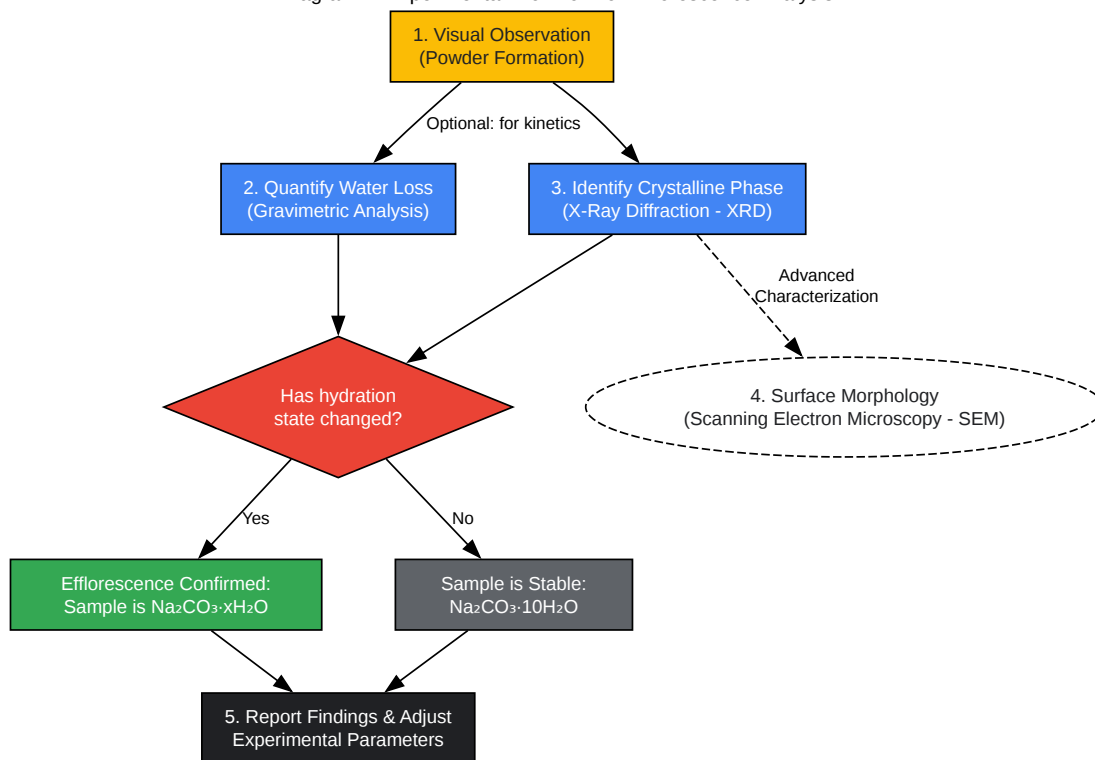 1. Visual Observation
(Powder Formation)
Optional: for kinetics
2. Quantify Water Loss
(Gravimetric Analysis)
3. Identify Crystalline Phase
(X-Ray Diffraction - XRD)
Advanced
Characterization
Has hydration
state changed?
4. Surface Morphology
(Scanning Electron Microscopy - SEM)
Yes
No
Efflorescence Confirmed:
Sample is Na₂CO₃·xH₂O
Sample is Stable:
Na₂CO₃·10H₂O
5. Report Findings & Adjust
Experimental Parameters